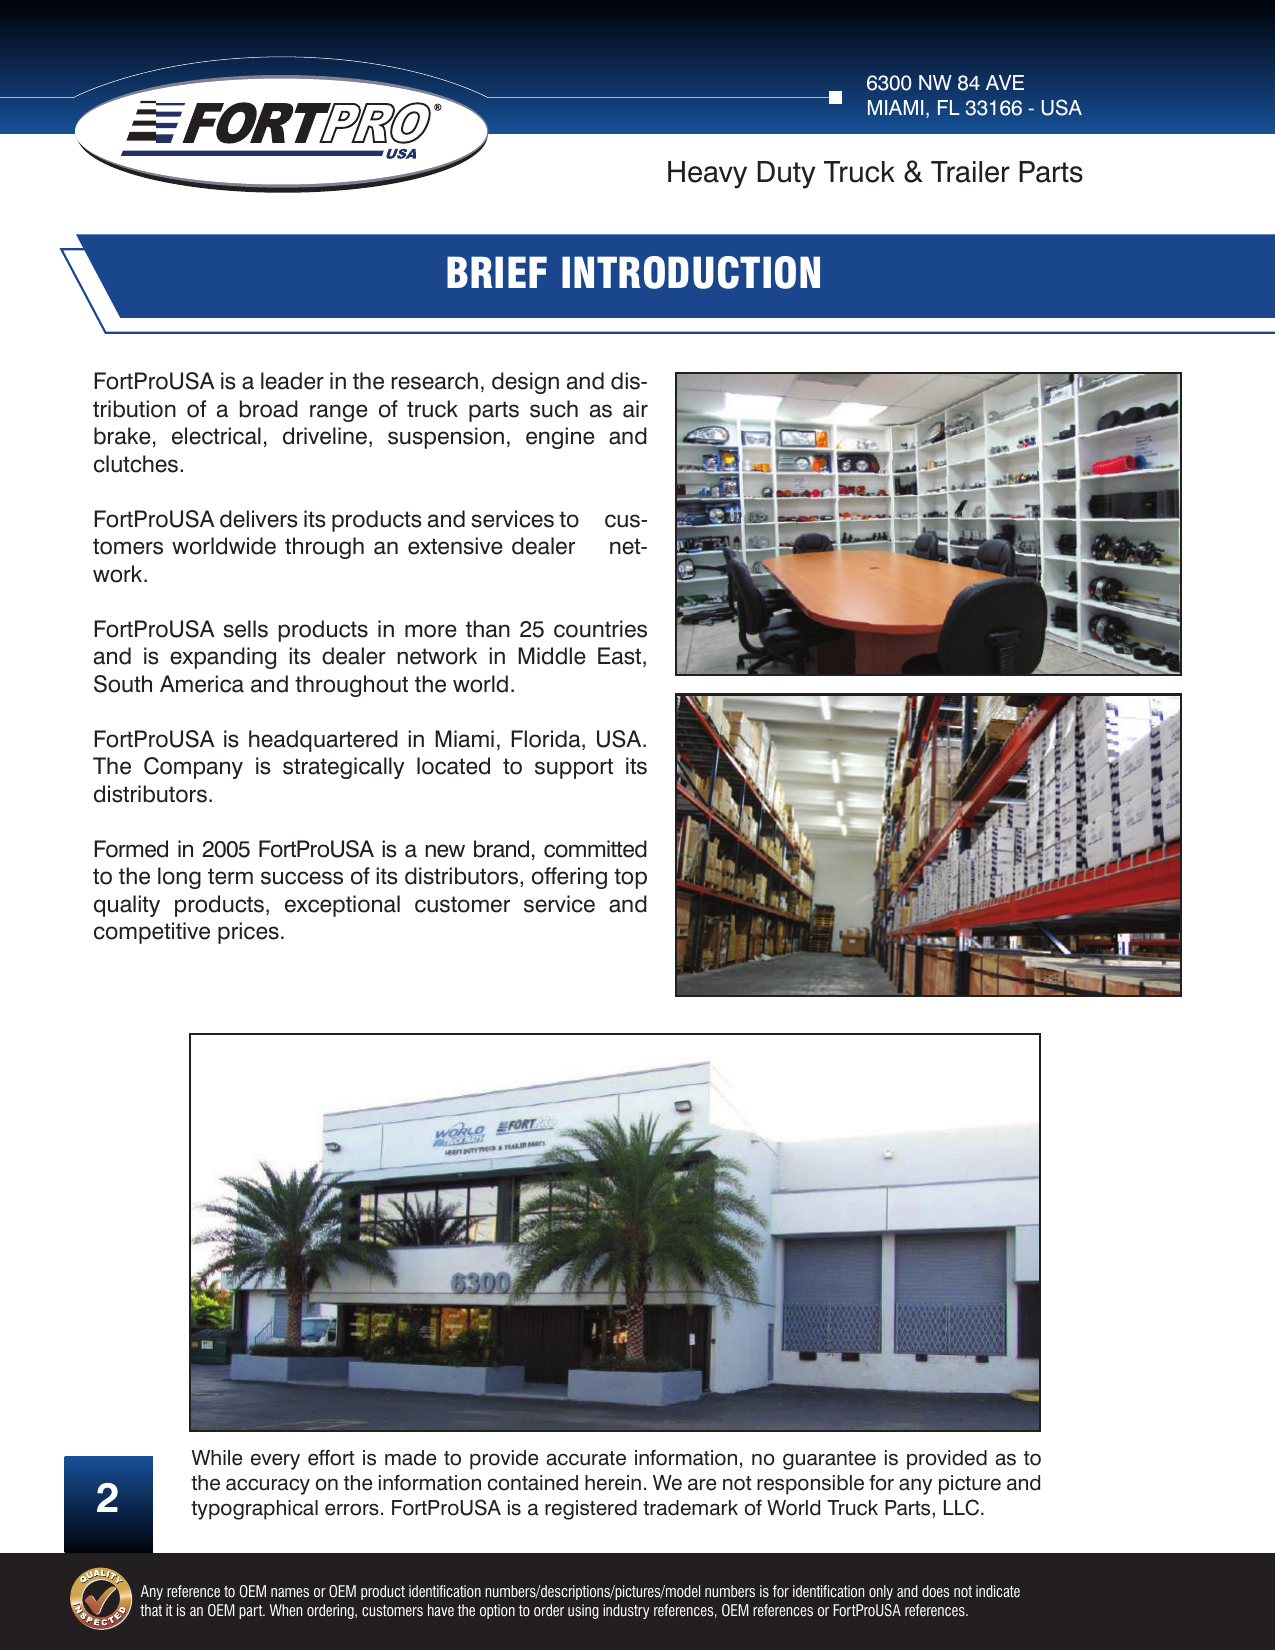 FORTPRO®
USA
6300 NW 84 AVE
MIAMI, FL 33166 - USA
Heavy Duty Truck & Trailer Parts
BRIEF INTRODUCTION
FortProUSA is a leader in the research, design and dis-
tribution of a broad range of truck parts such as air
brake, electrical, driveline, suspension, engine and
clutches.
FortProUSA delivers its products and services to cus-
tomers worldwide through an extensive dealer net-
work.
FortProUSA sells products in more than 25 countries
and is expanding its dealer network in Middle East,
South America and throughout the world.
FortProUSA is headquartered in Miami, Florida, USA.
The Company is strategically located to support its
distributors.
Formed in 2005 FortProUSA is a new brand, committed
to the long term success of its distributors, offering top
quality products, exceptional customer service and
competitive prices.
WORLD FORTPRO
TRUCK PARTS
HEAVY DUTY TRUCK & TRAILER PARTS
6300
While every effort is made to provide accurate information, no guarantee is provided as to
the accuracy on the information contained herein. We are not responsible for any picture and
typographical errors. FortProUSA is a registered trademark of World Truck Parts, LLC.
2
QUALITY
INSPECTED
Any reference to OEM names or OEM product identification numbers/descriptions/pictures/model numbers is for identification only and does not indicate
that it is an OEM part. When ordering, customers have the option to order using industry references, OEM references or FortProUSA references.